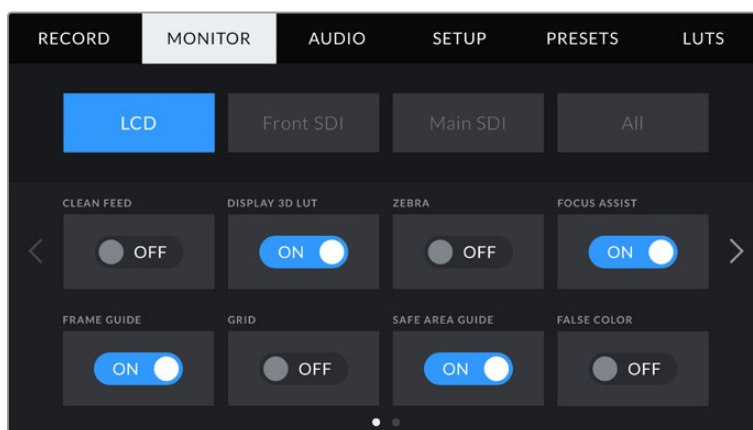 RECORD MONITOR AUDIO SETUP PRESETS LUTS
LCD Front SDI Main SDI All
CLEAN FEED DISPLAY 3D LUT ZEBRA FOCUS ASSIST
OFF ON OFF ON
FRAME GUIDE GRID SAFE AREA GUIDE FALSE COLOR
ON OFF ON OFF